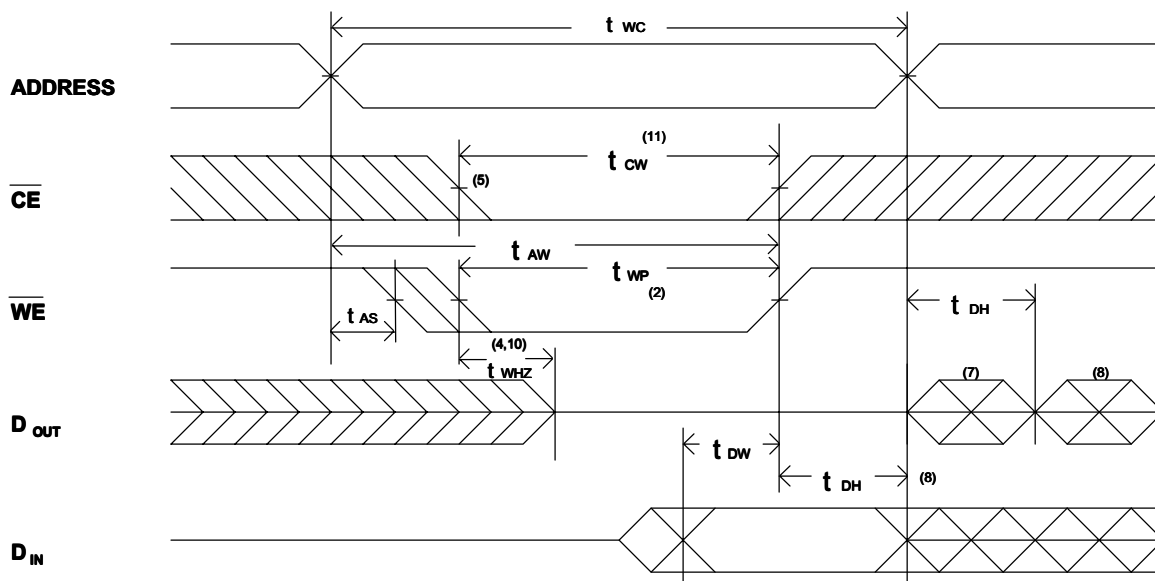 t WC
ADDRESS
(11)
t CW
CE
(5)
t AW
t WP
(2)
WE
t AS
t DH
(4,10)
t WHZ
(7)
(8)
D OUT
t DW
t DH
(8)
D IN